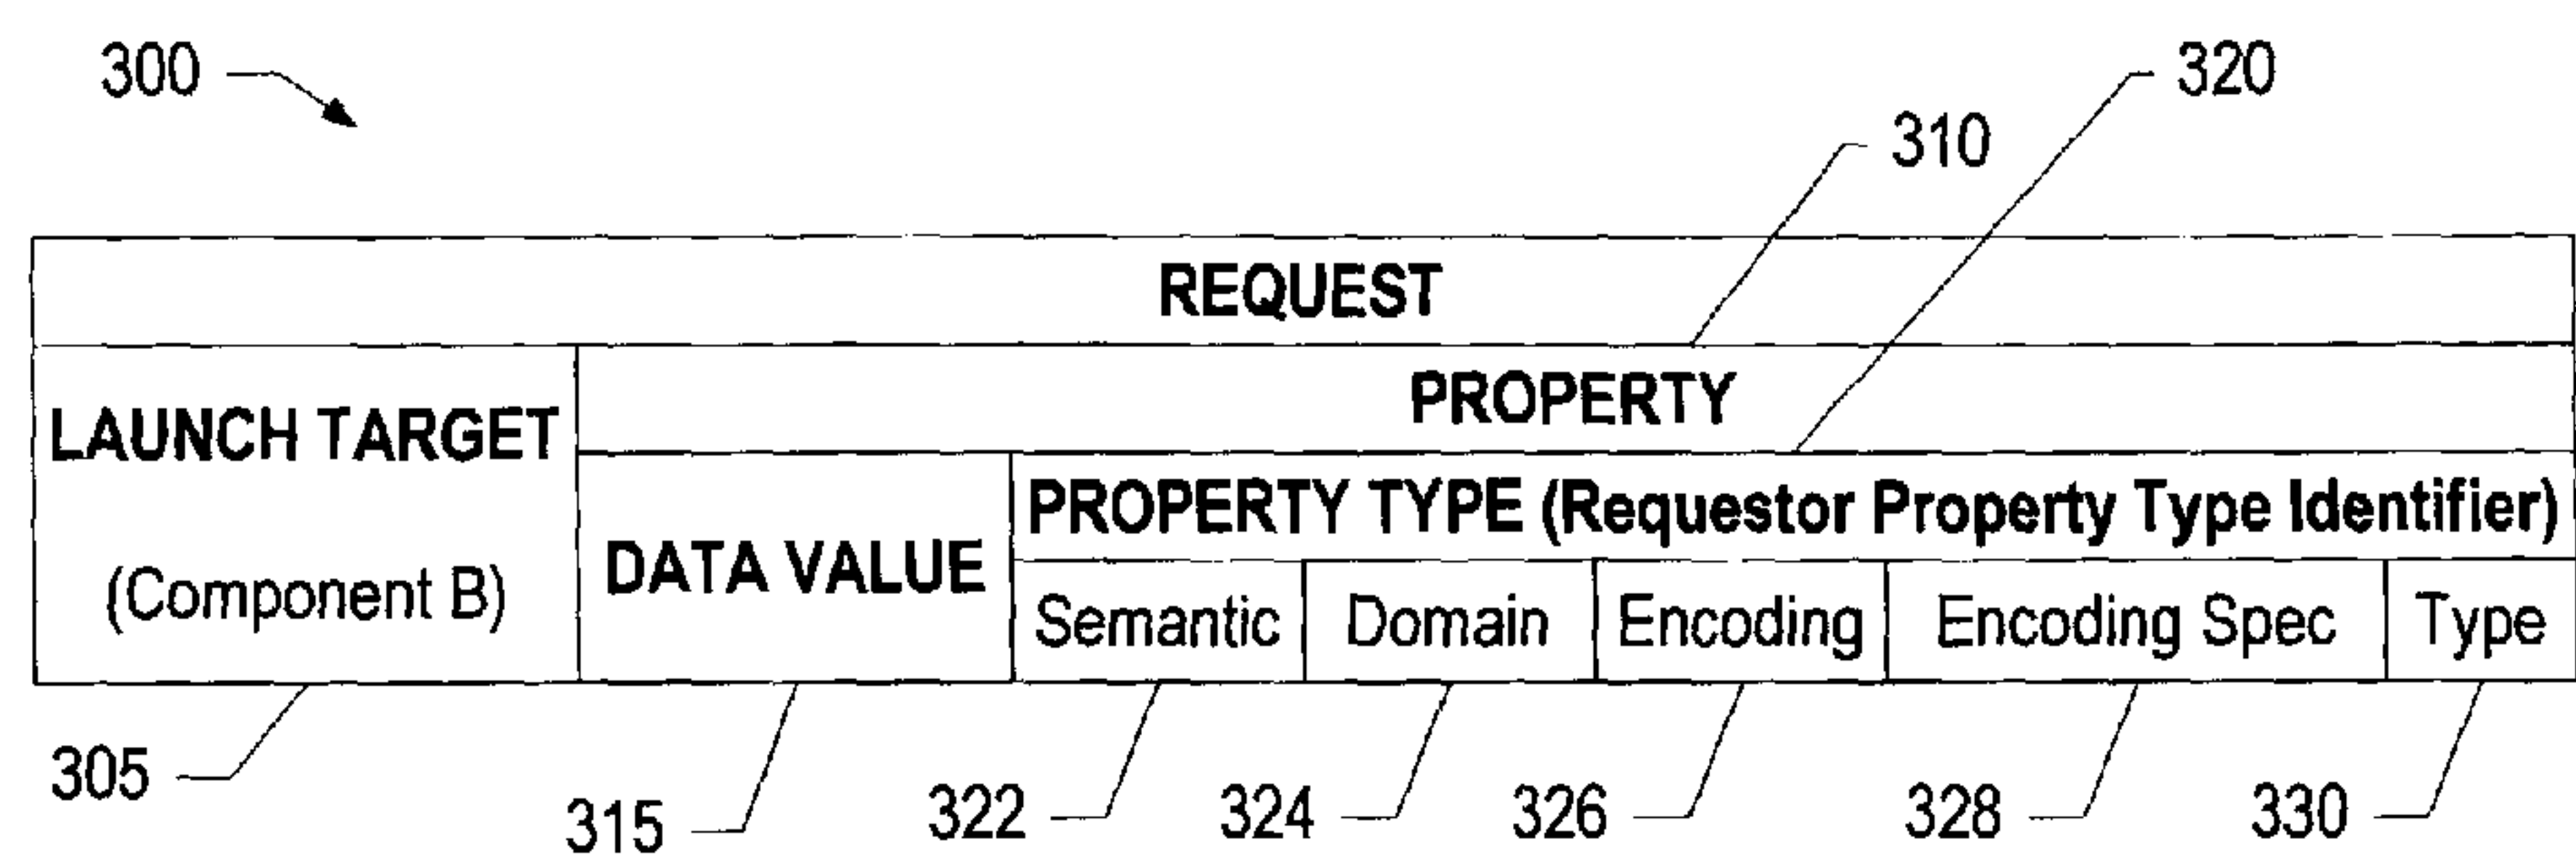 300
320
310
REQUEST
PROPERTY
LAUNCH TARGET
(Component B)
DATA VALUE
PROPERTY TYPE (Requestor Property Type Identifier)
Semantic Domain Encoding Encoding Spec Type
305 315 322 324 326 328 330